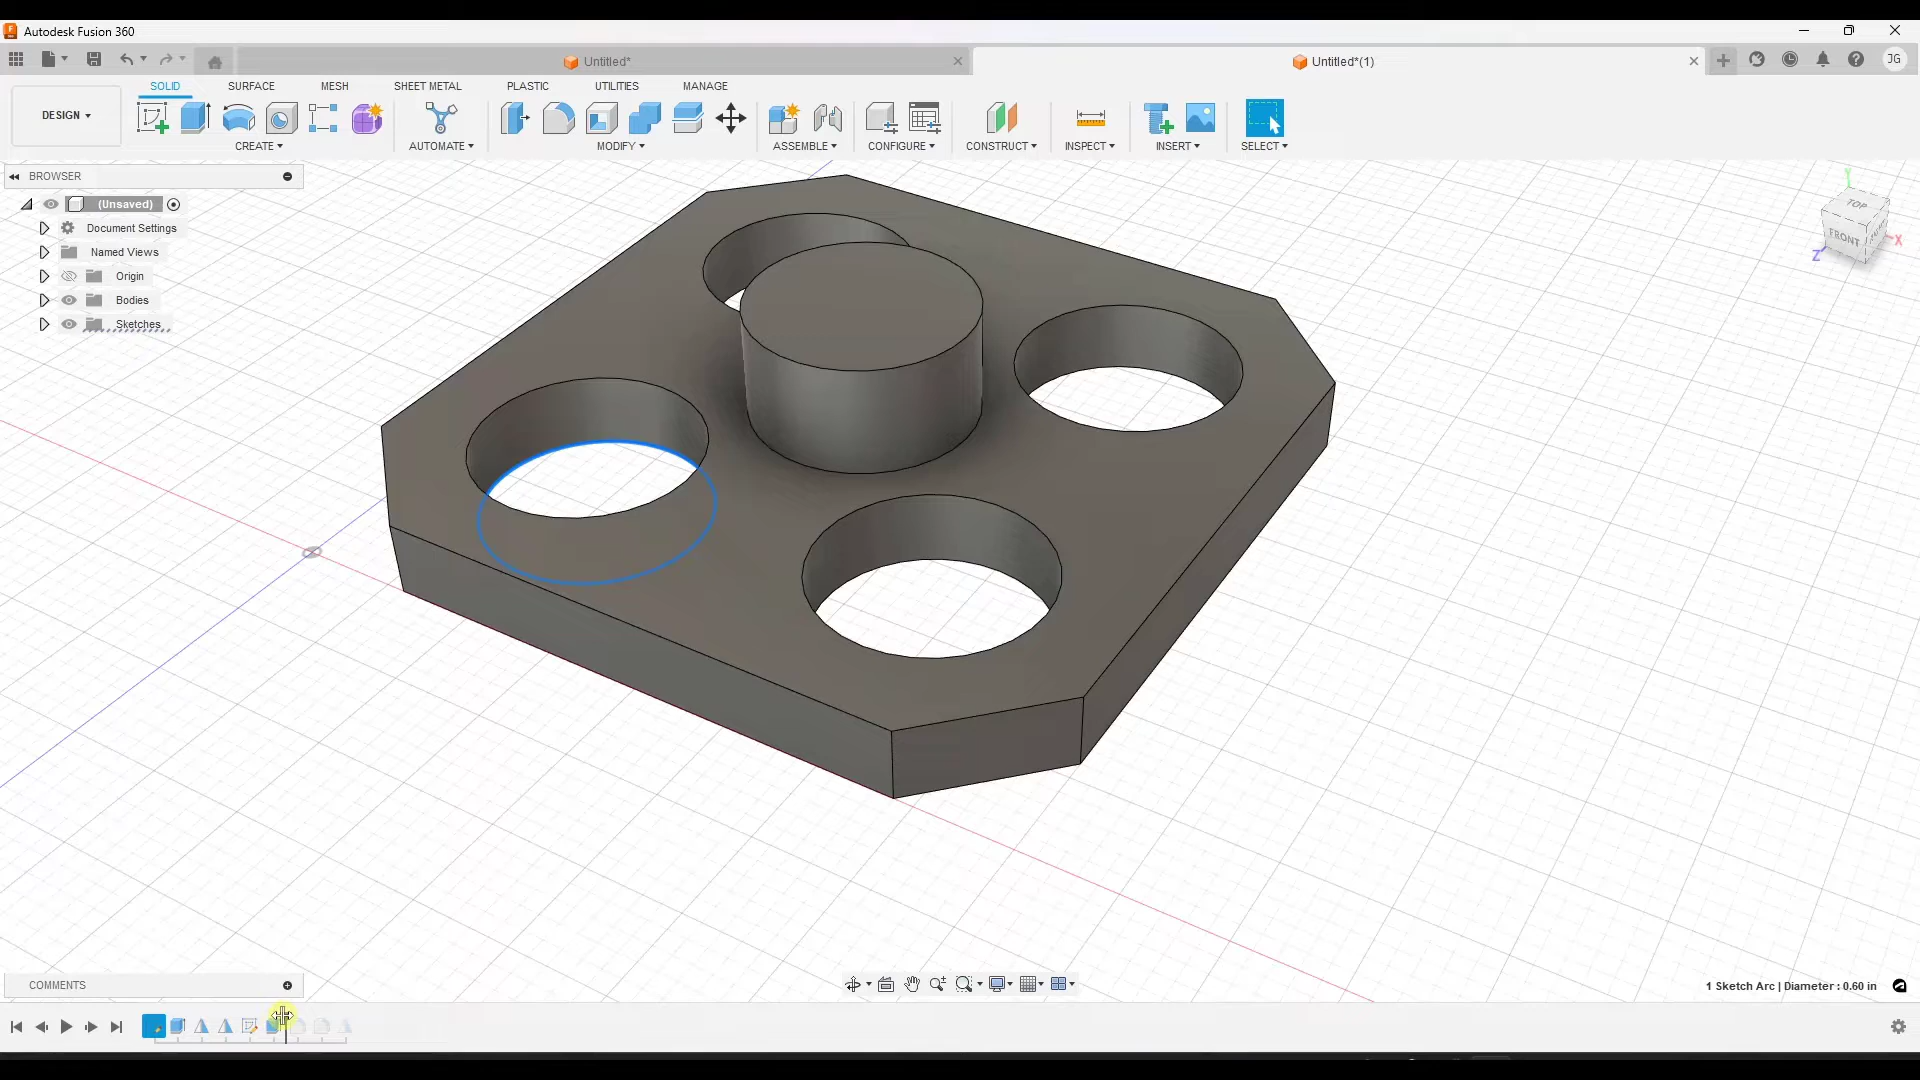 Autodesk Fusion 360
Untitled*
Untitled*(1)
JG
SOLID SURFACE MESH SHEET METAL PLASTIC UTILITIES MANAGE
DESIGN
CREATE AUTOMATE MODIFY ASSEMBLE CONFIGURE CONSTRUCT INSPECT INSERT SELECT
BROWSER
(Unsaved)
Document Settings
Named Views
Origin
Bodies
Sketches
Y
TOP
FRONT
X
Z
COMMENTS
1 Sketch Arc | Diameter : 0.60 in